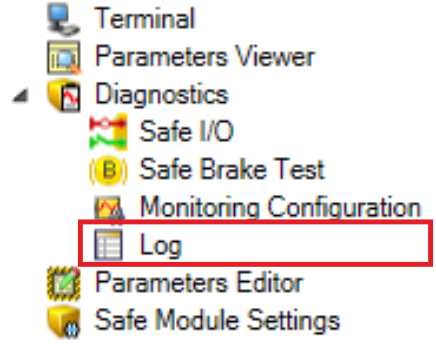 Terminal
Parameters Viewer
Diagnostics
Safe I/O
B Safe Brake Test
Monitoring Configuration
Log
Parameters Editor
Safe Module Settings